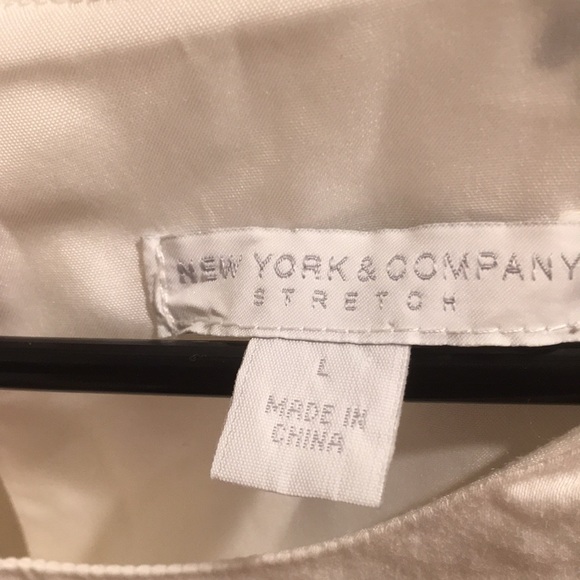 NEW YORK & COMPANY
STRETCH
L
MADE IN
CHINA